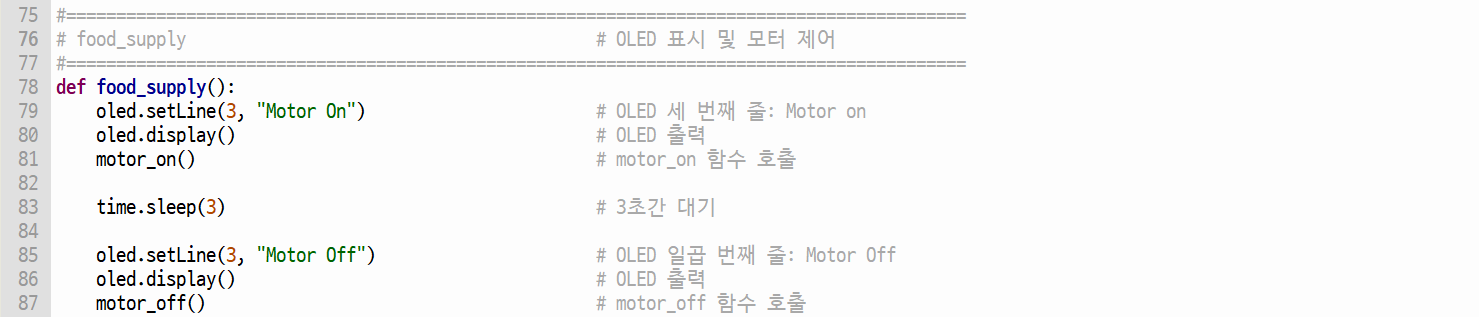 75 #==========================================================================================
76 # food_supply # OLED 표시 및 모터 제어
77 #==========================================================================================
78 def food_supply():
79 oled.setLine(3, "Motor On") # OLED 세 번째 줄: Motor on
80 oled.display() # OLED 출력
81 motor_on() # motor_on 함수 호출
82
83 time.sleep(3) # 3초간 대기
84
85 oled.setLine(3, "Motor Off") # OLED 일곱 번째 줄: Motor Off
86 oled.display() # OLED 출력
87 motor_off() # motor_off 함수 호출